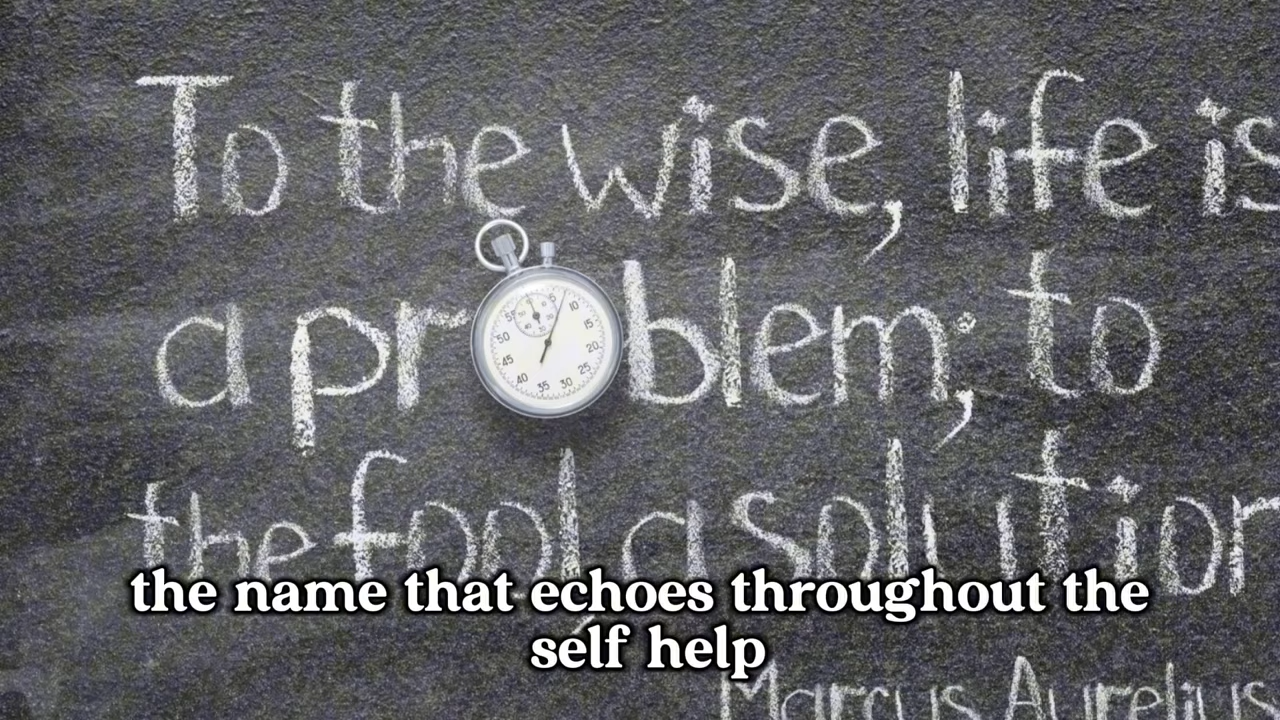 To the wise, life is
a problem; to
the fool a solution
the name that echoes throughout the
self help
Marcus Aurelius